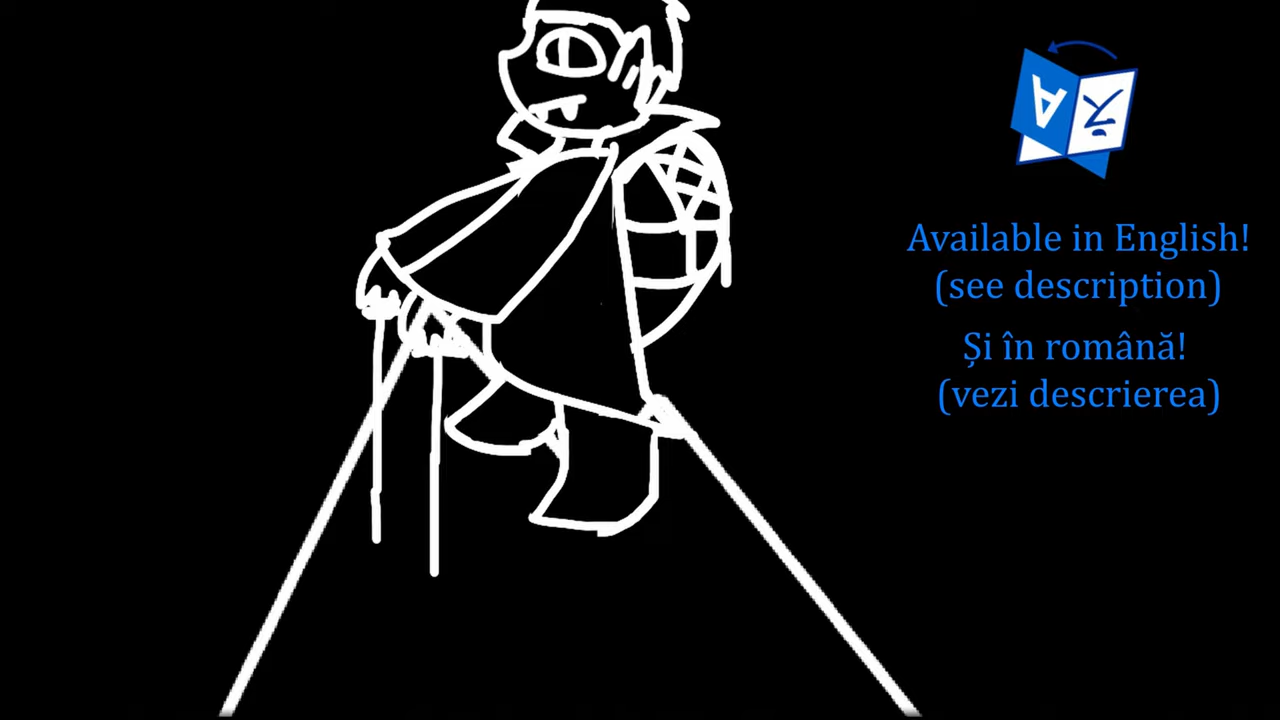 Available in English!
(see description)
Și în română!
(vezi descrierea)